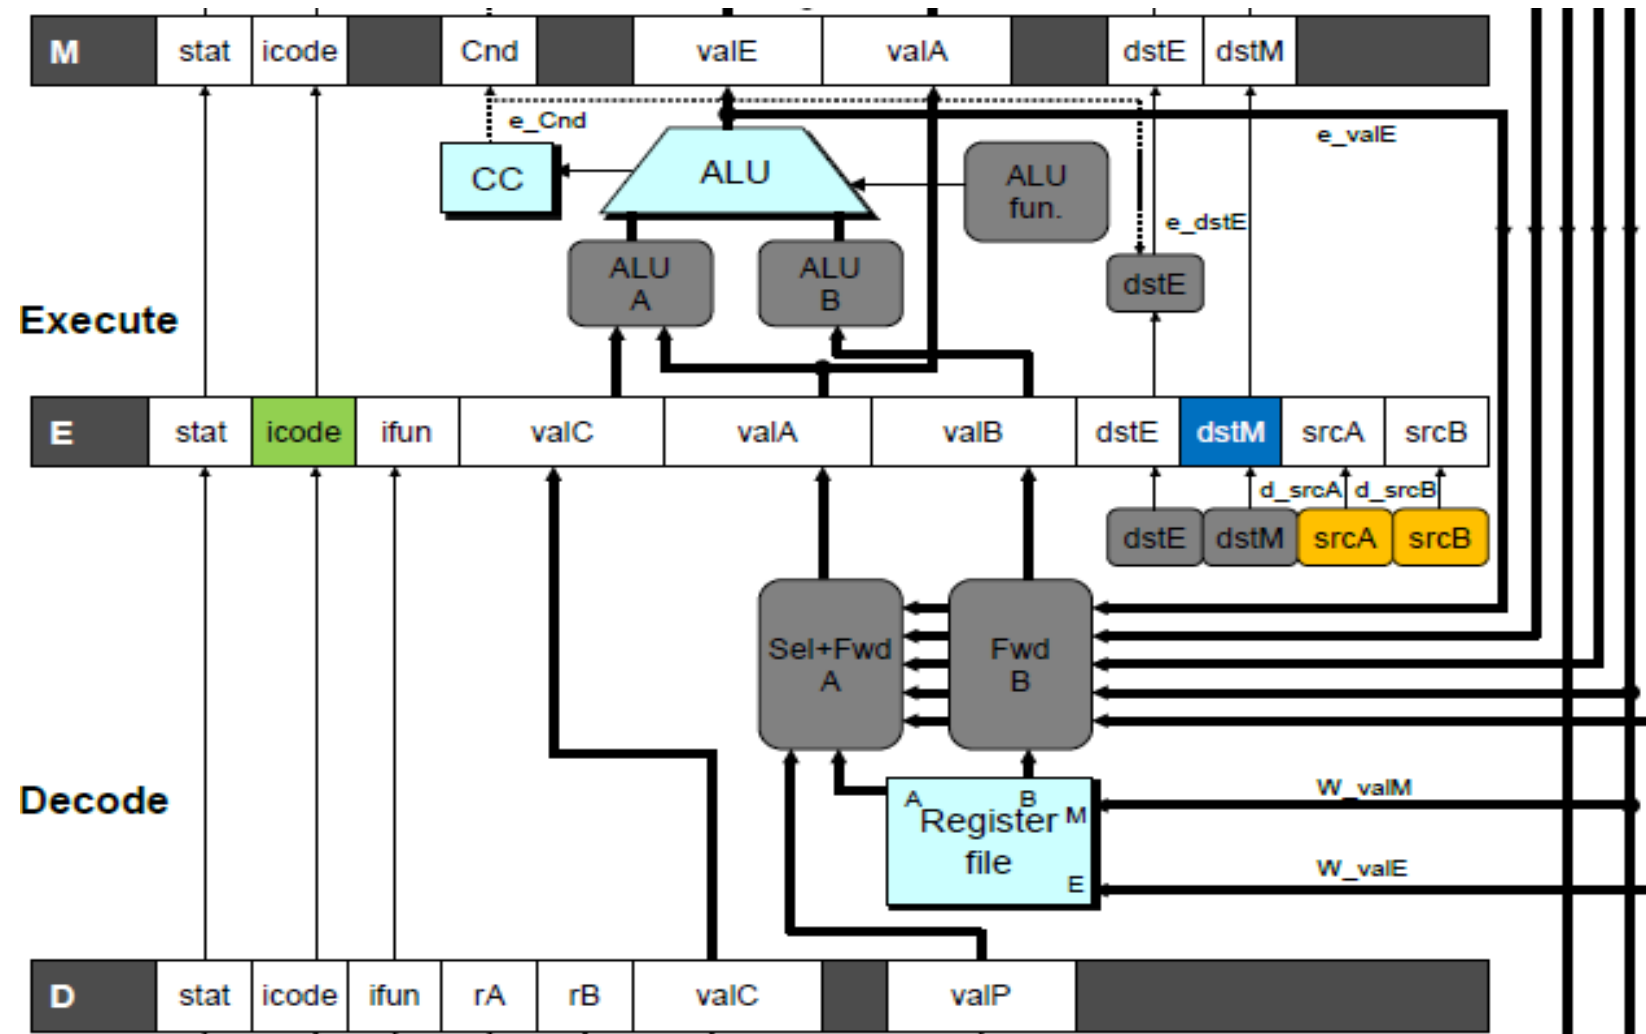 M stat icode Cnd valE valA dstE dstM
e_Cnd
e_valE
CC
ALU
ALU
fun.
e_dstE
ALU
A
ALU
B
dstE
Execute
E stat icode ifun valC valA valB dstE dstM srcA srcB
d_srcA d_srcB
dstE dstM srcA srcB
Sel+Fwd
A
Fwd
B
Decode
A B
M
Register
file
E
W_valM
W_valE
D stat icode ifun rA rB valC valP